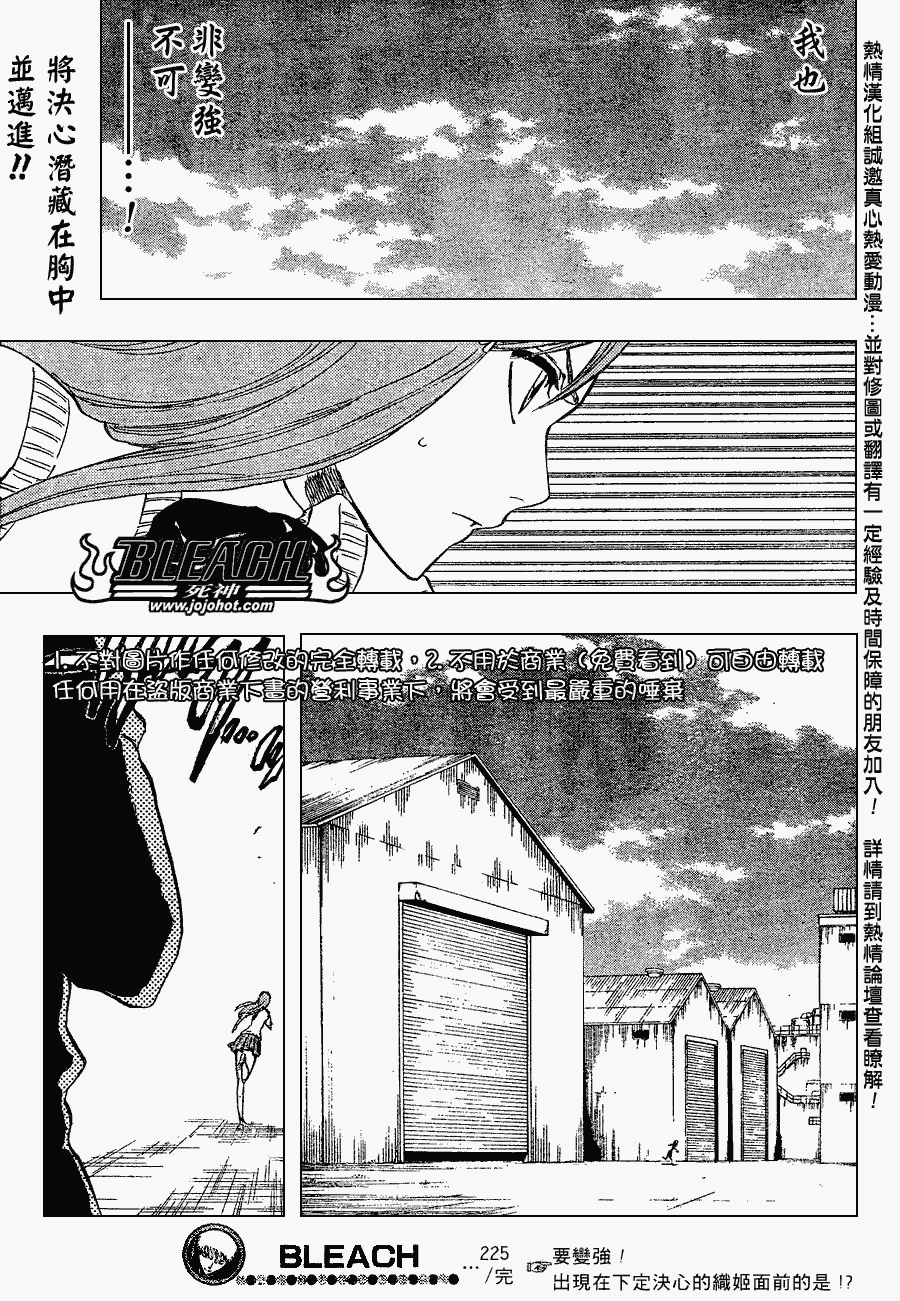 我也
非變強
不可
——…！
將決心潛藏在胸中
並邁進!!
熱情漢化組誠邀真心熱愛動漫…並對修圖或翻譯有一定經驗及時間保障的朋友加入！ 詳情請到熱情論壇查看瞭解！
BLEACH
死神
www.jojohot.com
1. 不對圖片作任何修改的完全轉載，2. 不用於商業（免費看到）可自由轉載
任何用在盜版商業下畫的營利事業下，將會受到最嚴重的唾棄
BLEACH
…225/完
☞要變強！
出現在下定決心的織姬面前的是!?